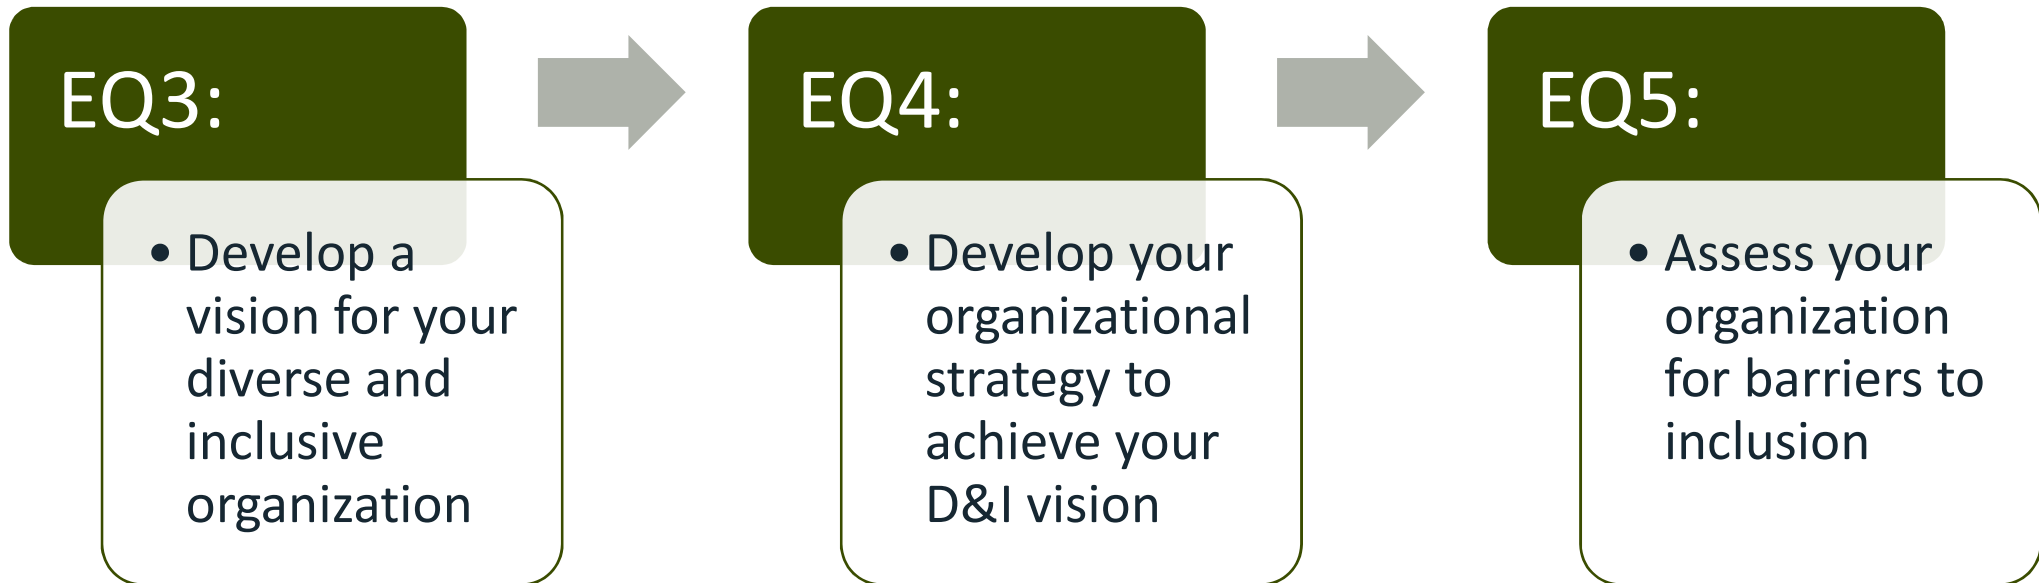 EQ3:
• Develop a
vision for your
diverse and
inclusive
organization
EQ4:
• Develop your
organizational
strategy to
achieve your
D&I vision
EQ5:
• Assess your
organization
for barriers to
inclusion